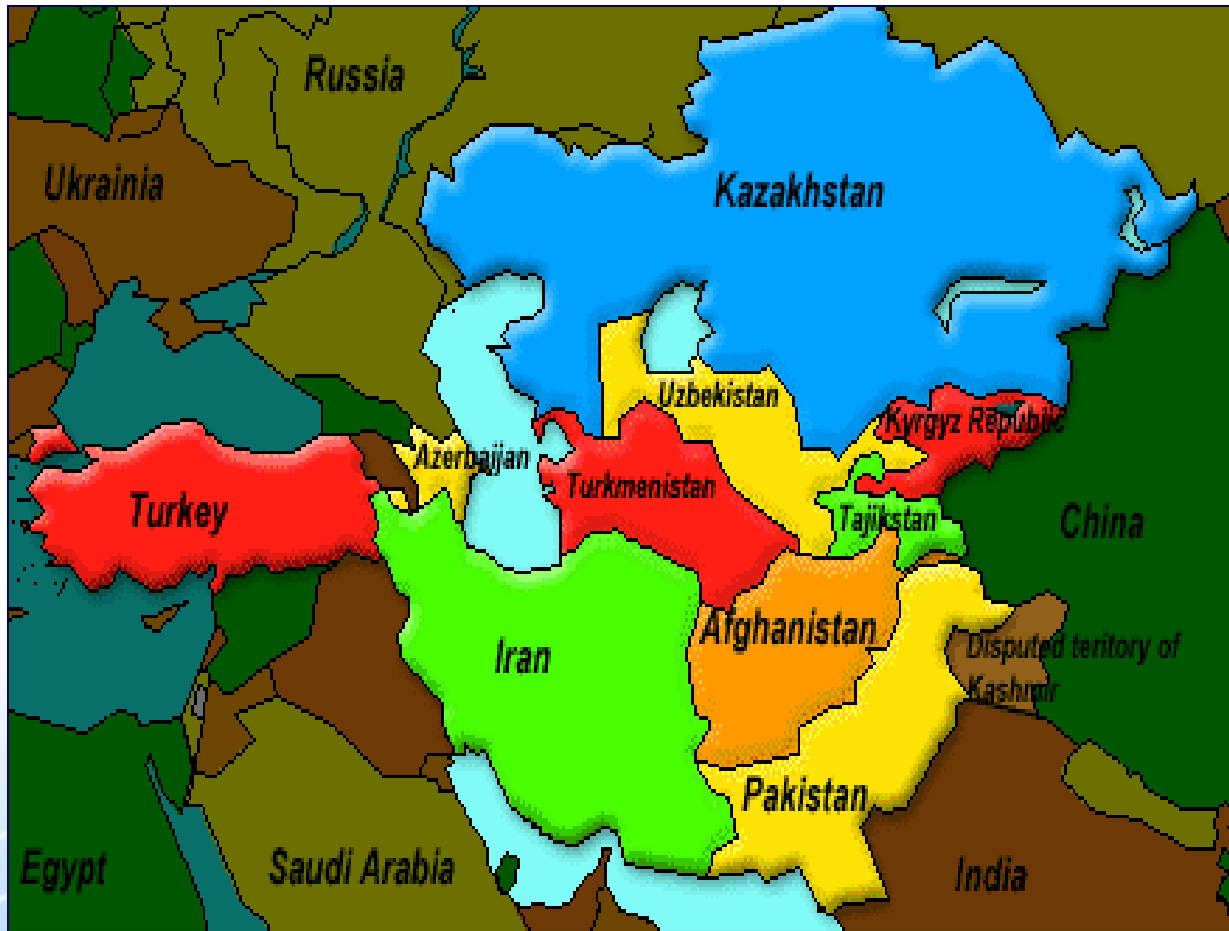 Russia
Ukrainia
Kazakhstan
Uzbekistan
Kyrgyz Republic
Azerbaijan
Turkmenistan
Turkey
Tajikstan
China
Iran
Afghanistan
Disputed teritory of
Kashmir
Pakistan
Egypt
Saudi Arabia
India